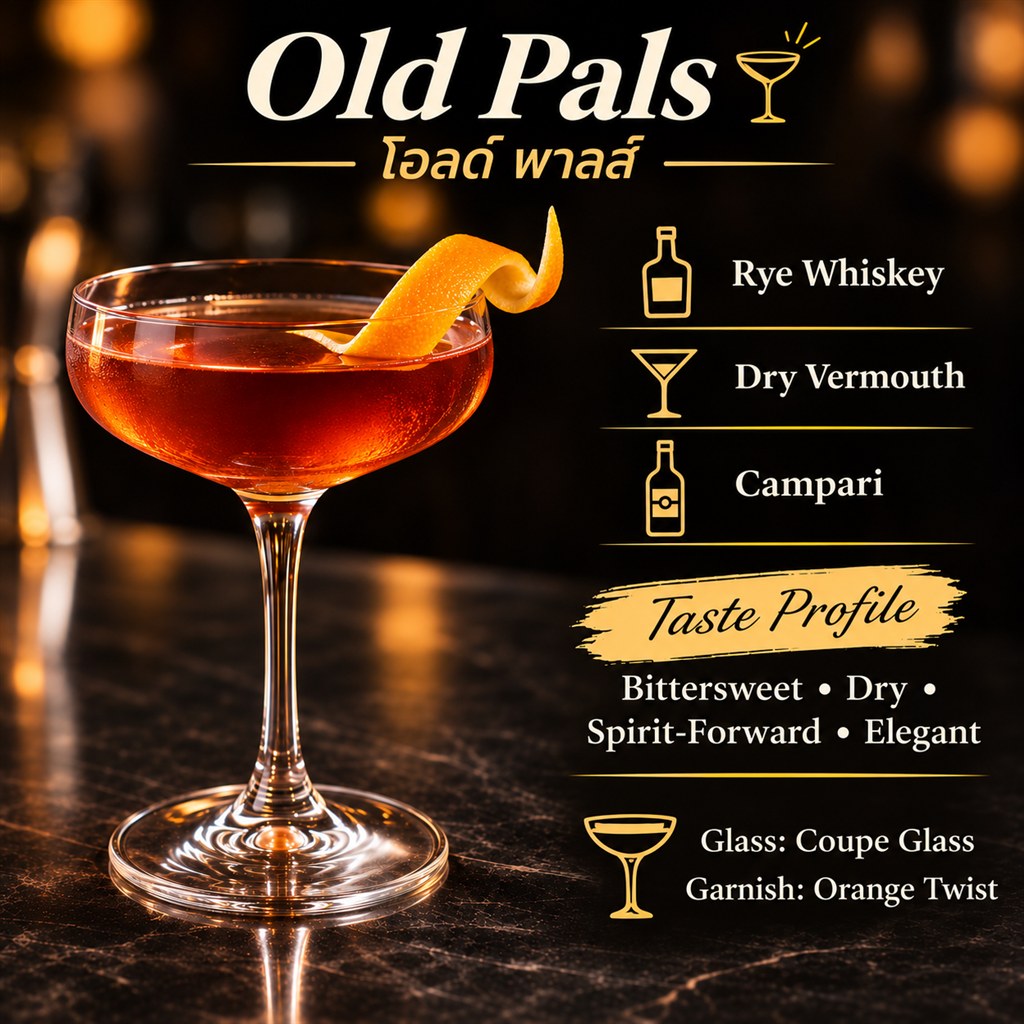 Old Pals
โอลด์ พาลส์
Rye Whiskey
Dry Vermouth
Campari
Taste Profile
Bittersweet • Dry •
Spirit-Forward • Elegant
Glass: Coupe Glass
Garnish: Orange Twist